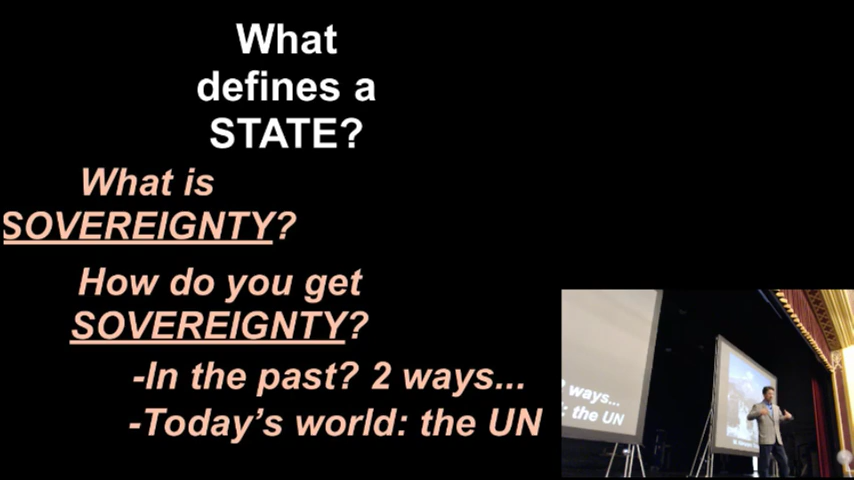 What
defines a
STATE?
What is
SOVEREIGNTY?
How do you get
SOVEREIGNTY?
-In the past? 2 ways...
-Today's world: the UN
ways...
: the UN